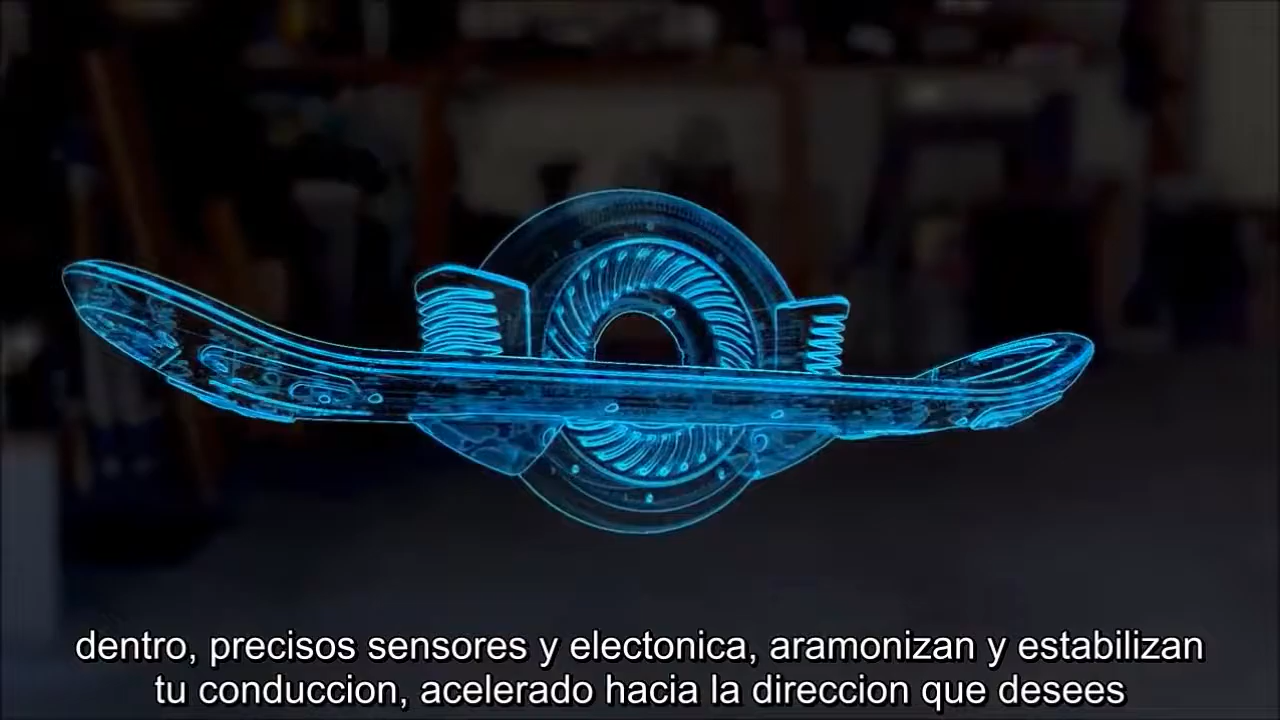 dentro, precisos sensores y electonica, aramonizan y estabilizan
tu conduccion, acelerado hacia la direccion que desees